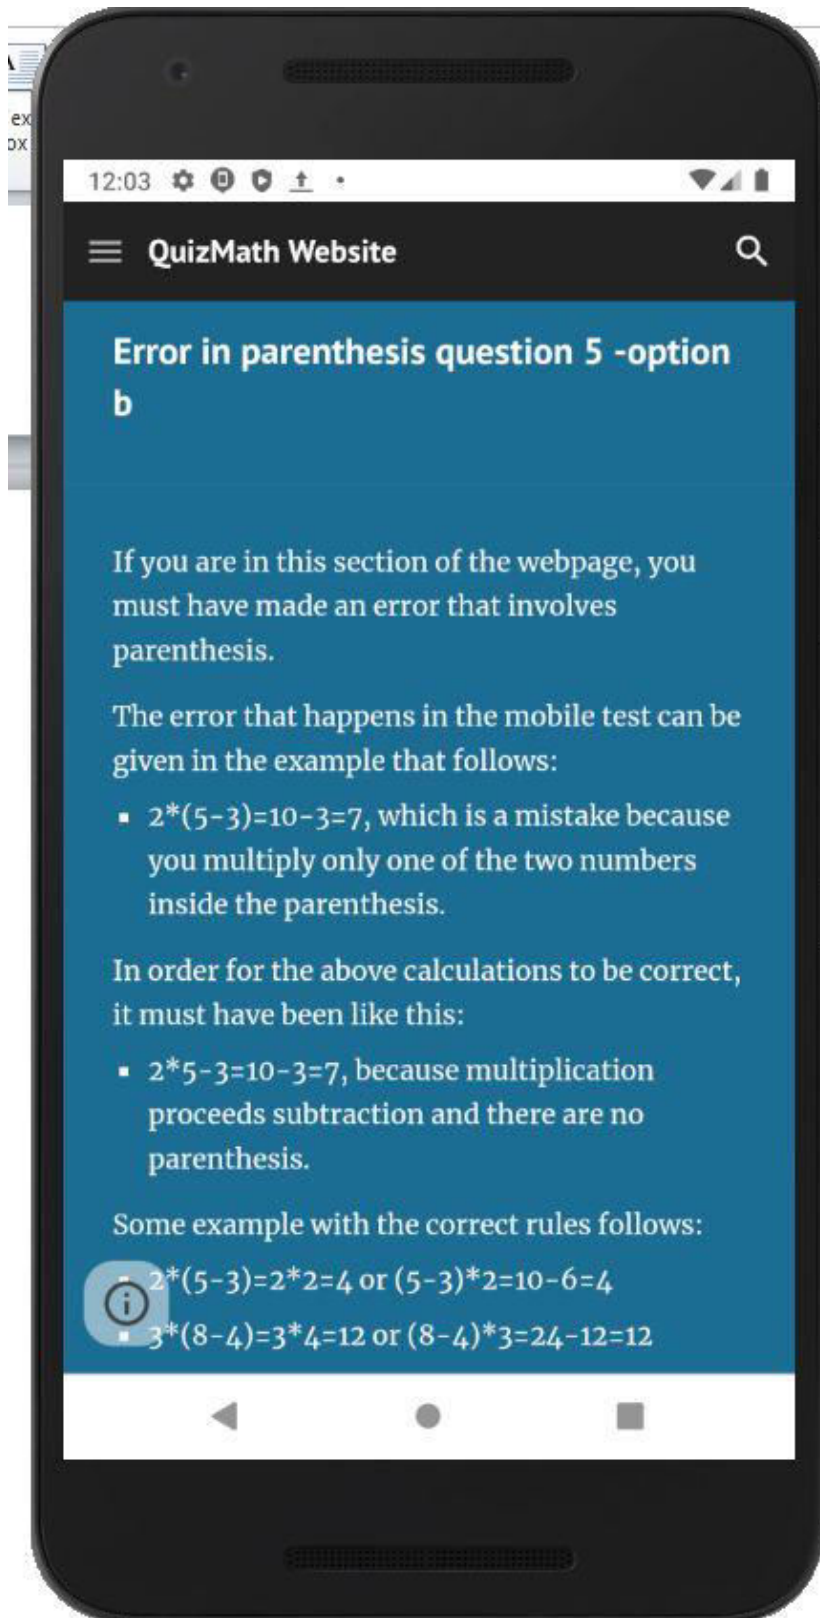 ex
ox
12:03
QuizMath Website
Error in parenthesis question 5 -option
b
If you are in this section of the webpage, you
must have made an error that involves
parenthesis.
The error that happens in the mobile test can be
given in the example that follows:
▪ 2*(5-3)=10-3=7, which is a mistake because
you multiply only one of the two numbers
inside the parenthesis.
In order for the above calculations to be correct,
it must have been like this:
▪ 2*5-3=10-3=7, because multiplication
proceeds subtraction and there are no
parenthesis.
Some example with the correct rules follows:
▪ 2*(5-3)=2*2=4 or (5-3)*2=10-6=4
▪ 3*(8-4)=3*4=12 or (8-4)*3=24-12=12